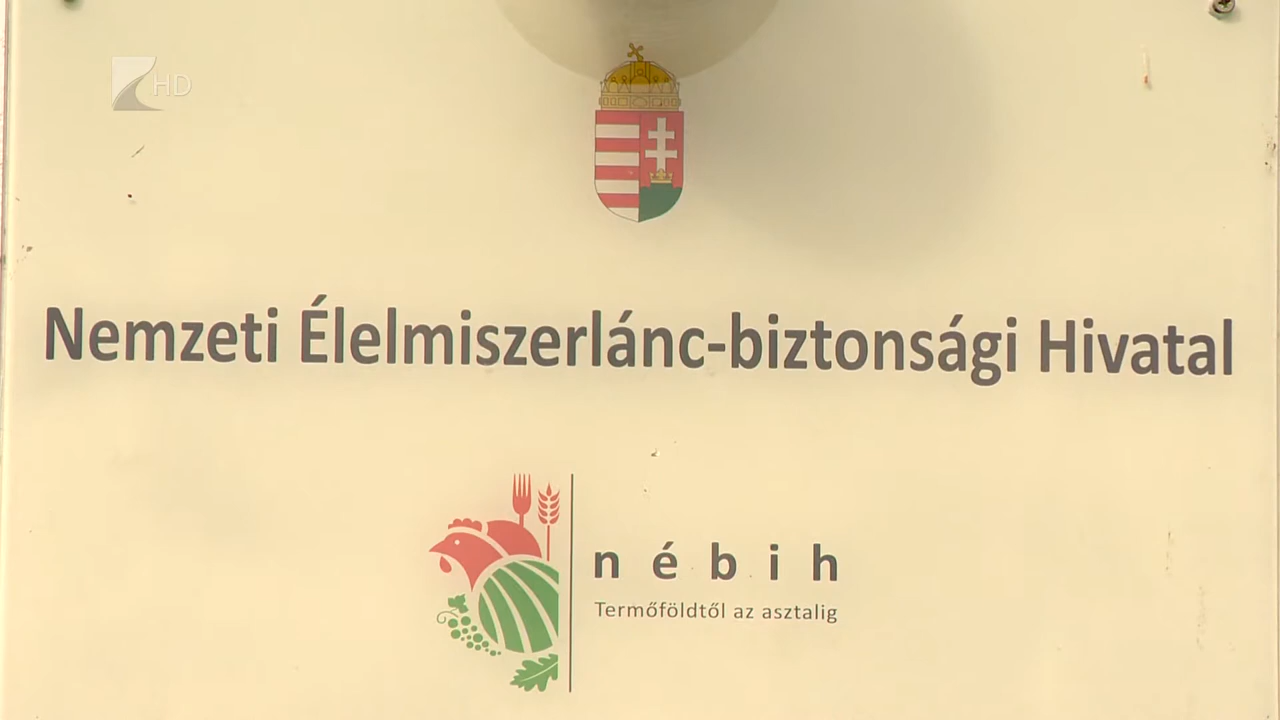 HD
Nemzeti Élelmiszerlánc-biztonsági Hivatal
nébih
Termőföldtől az asztalig